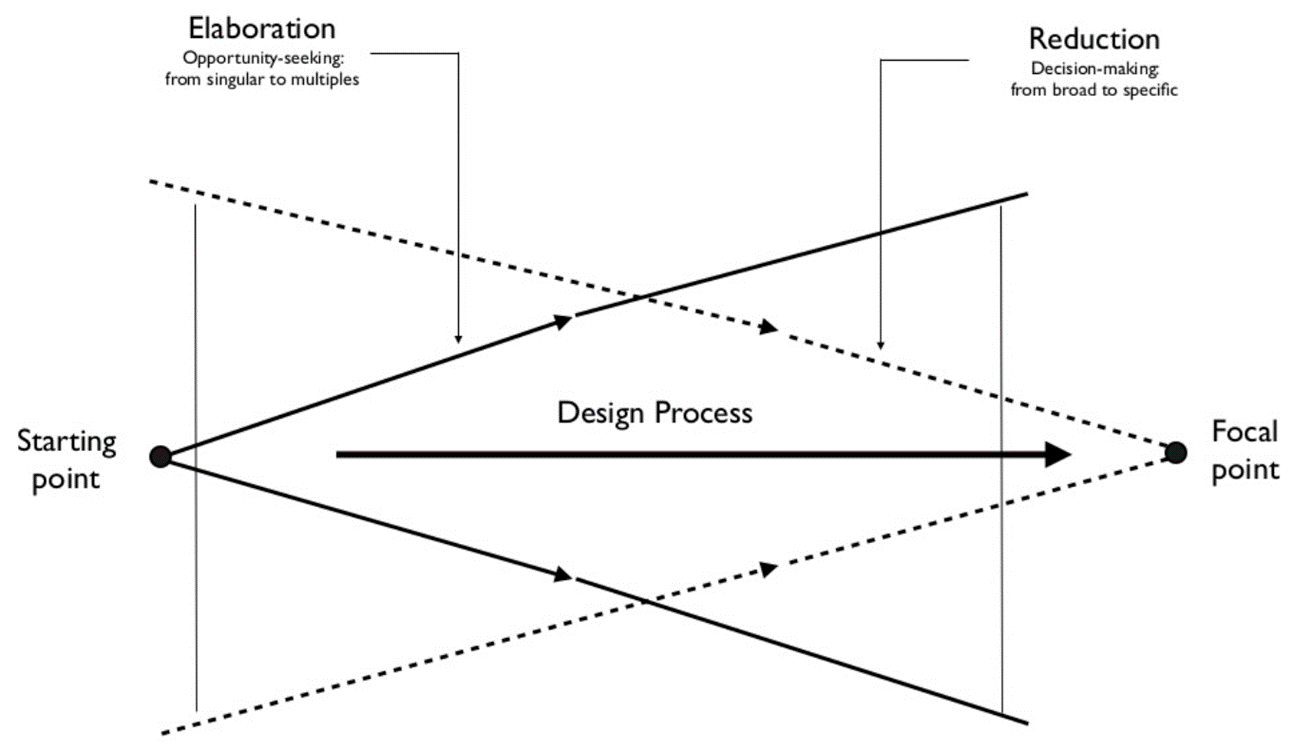 Elaboration
Opportunity-seeking:
from singular to multiples
Reduction
Decision-making:
from broad to specific
Design Process
Starting
point
Focal
point